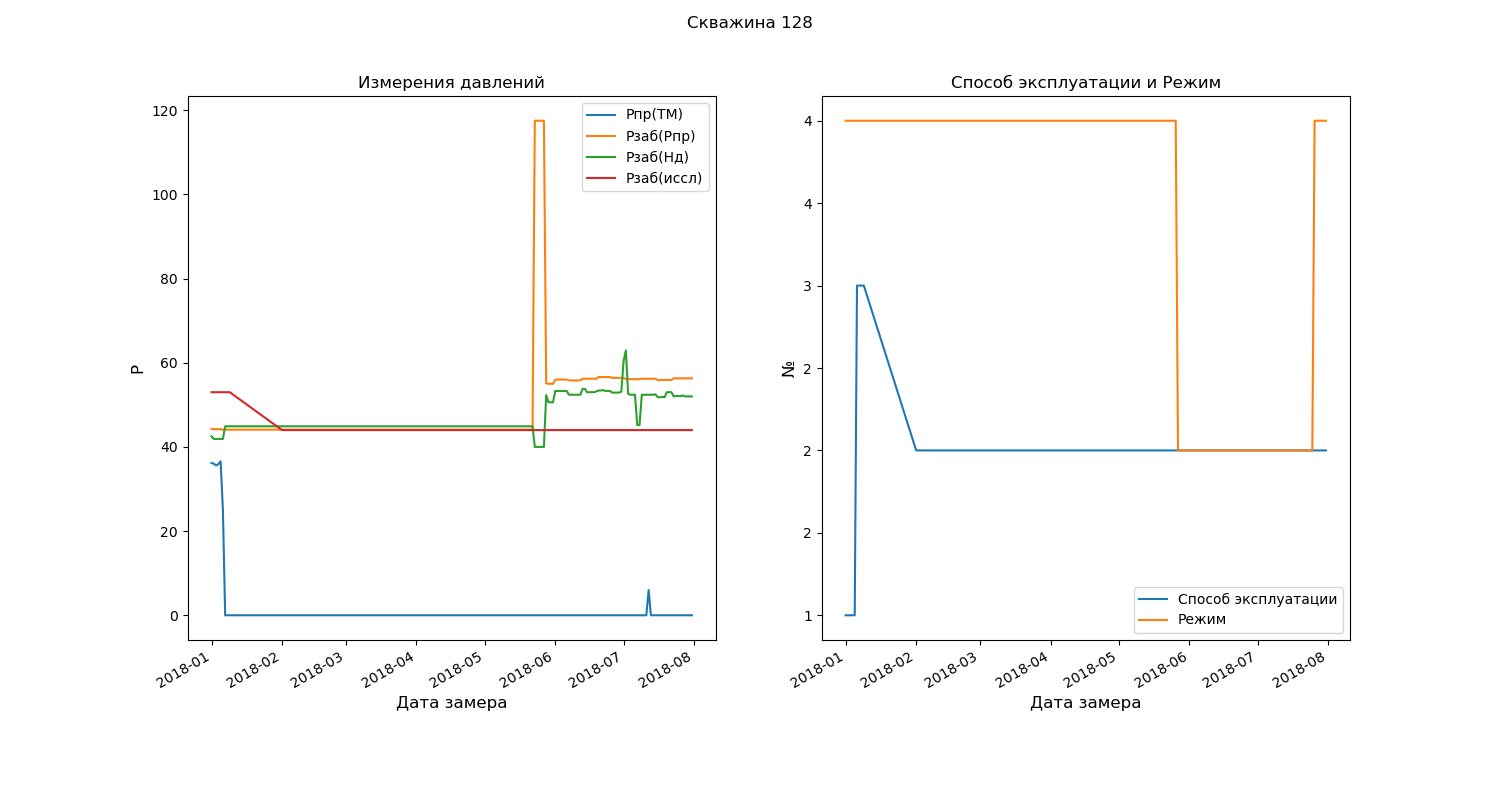 Скважина 128
Измерения давлений
120
100
80
60
40
20
0
P
Pпр(ТМ)
Pзаб(Pпр)
Pзаб(Нд)
Pзаб(иссл)
2018-01
2018-02
2018-03
2018-04
2018-05
2018-06
2018-07
2018-08
Дата замера
Способ эксплуатации и Режим
4
4
3
2
2
2
1
№
Способ эксплуатации
Режим
2018-01
2018-02
2018-03
2018-04
2018-05
2018-06
2018-07
2018-08
Дата замера